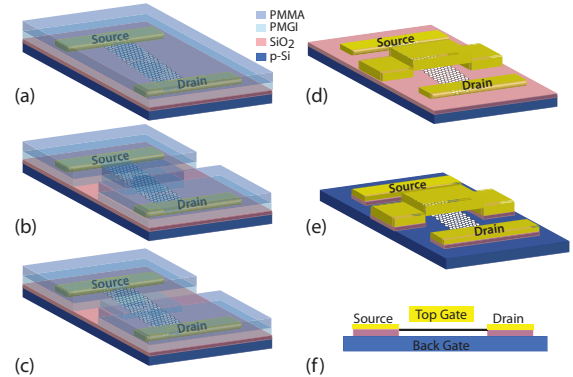 PMMA
PMGI
SiO2
p-Si
Source
Drain
(a)
Source
Drain
(b)
Source
Drain
(c)
Source
Drain
(d)
Source
Drain
(e)
Source
Top Gate
Drain
Back Gate
(f)